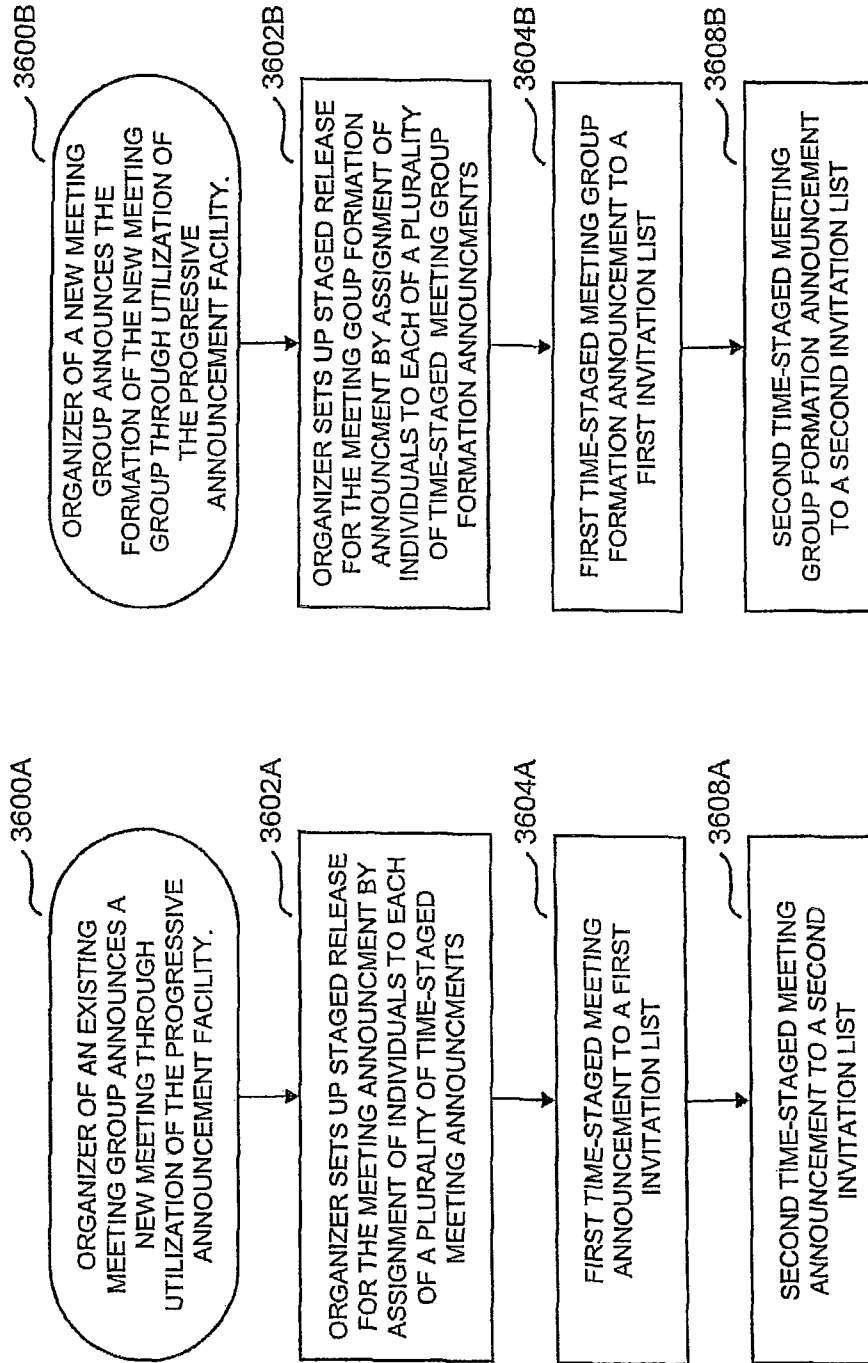 3600A
ORGANIZER OF AN EXISTING
MEETING GROUP ANNOUNCES A
NEW MEETING THROUGH
UTILIZATION OF THE PROGRESSIVE
ANNOUNCEMENT FACILITY.
3602A
ORGANIZER SETS UP STAGED RELEASE
FOR THE MEETING ANNOUNCMENT BY
ASSIGNMENT OF INDIVIDUALS TO EACH
OF A PLURALITY OF TIME-STAGED
MEETING ANNOUNCMENTS
3604A
FIRST TIME-STAGED MEETING
ANNOUNCEMENT TO A FIRST
INVITATION LIST
3608A
SECOND TIME-STAGED MEETING
ANNOUNCEMENT TO A SECOND
INVITATION LIST
3600B
ORGANIZER OF A NEW MEETING
GROUP ANNOUNCES THE
FORMATION OF THE NEW MEETING
GROUP THROUGH UTILIZATION OF
THE PROGRESSIVE
ANNOUNCEMENT FACILITY.
3602B
ORGANIZER SETS UP STAGED RELEASE
FOR THE MEETING GOUP FORMATION
ANNOUNCMENT BY ASSIGNMENT OF
INDIVIDUALS TO EACH OF A PLURALITY
OF TIME-STAGED MEETING GROUP
FORMATION ANNOUNCMENTS
3604B
FIRST TIME-STAGED MEETING GROUP
FORMATION ANNOUNCEMENT TO A
FIRST INVITATION LIST
3608B
SECOND TIME-STAGED MEETING
GROUP FORMATION ANNOUNCEMENT
TO A SECOND INVITATION LIST